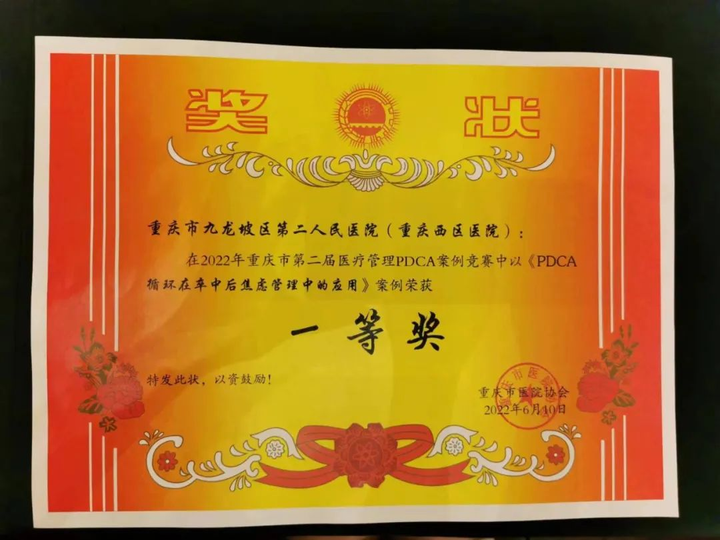 奖 状
重庆市九龙坡区第二人民医院（重庆西区医院）：
在2022年重庆市第二届医疗管理PDCA案例竞赛中以《PDCA
循环在卒中后焦虑管理中的应用》案例荣获
一等奖
特发此状，以资鼓励！
重庆市医院协会
2022年6月10日